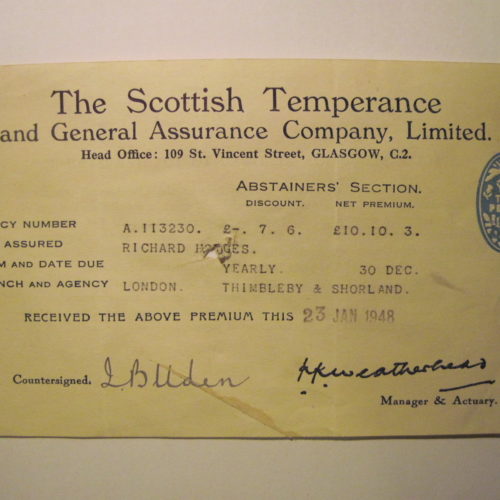 The Scottish Temperance
and General Assurance Company, Limited.
Head Office: 109 St. Vincent Street, GLASGOW, C.2.
ABSTAINERS' SECTION.
DISCOUNT. NET PREMIUM.
CY NUMBER A.113230. £-. 7. 6. £10.10. 3.
ASSURED RICHARD HODGES.
M AND DATE DUE YEARLY. 30 DEC.
NCH AND AGENCY LONDON. THIMBLEBY & SHORLAND.
RECEIVED THE ABOVE PREMIUM THIS 23 JAN 1948
Countersigned. Weatherhead
Manager & Actuary.